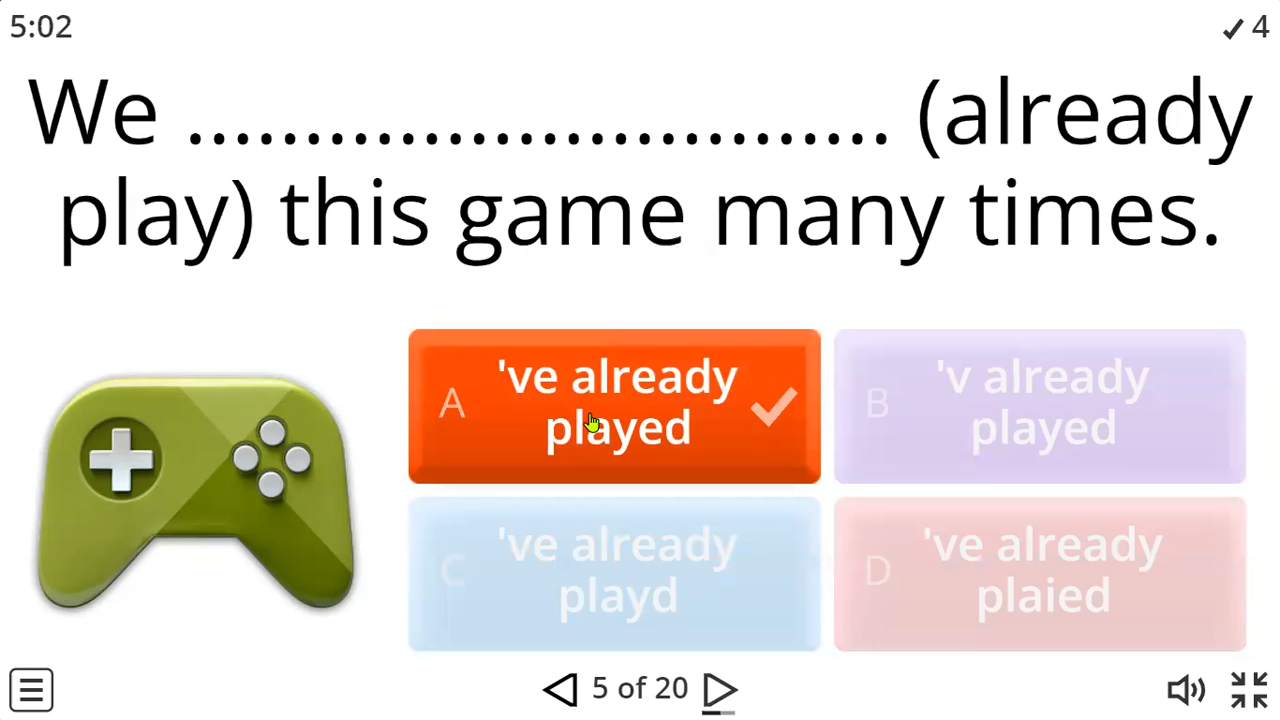 5:02
✓ 4
We .............................. (already
play) this game many times.
A
've already
played
B
'v already
played
C
've already
playd
D
've already
plaied
5 of 20